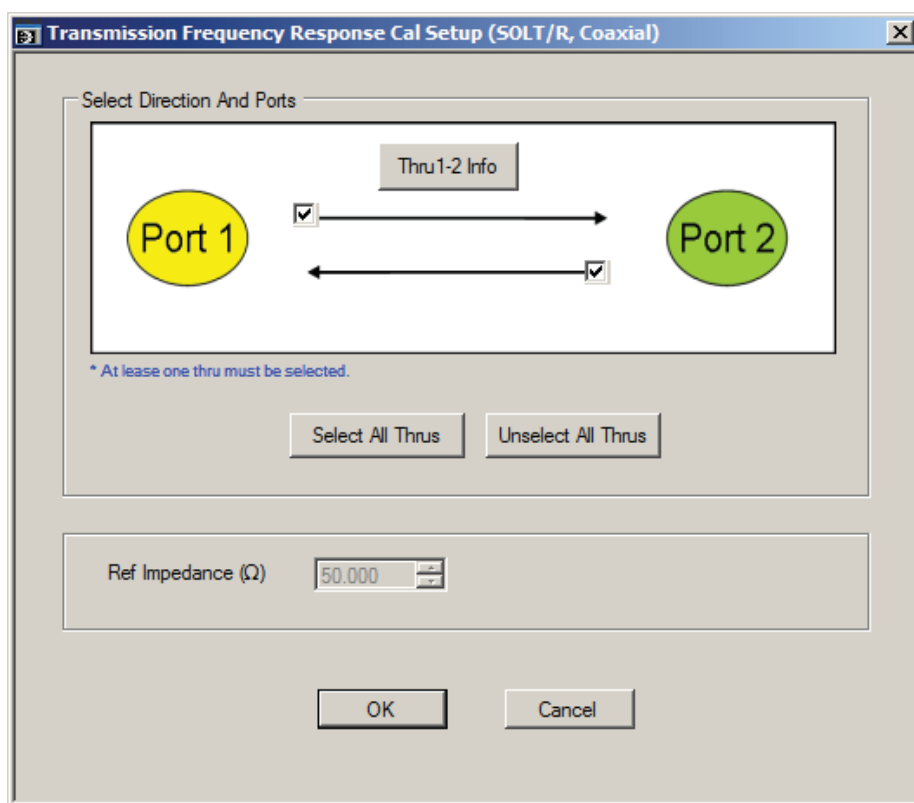 Transmission Frequency Response Cal Setup (SOLT/R, Coaxial)
Select Direction And Ports
Thru1-2 Info
Port 1
Port 2
* At lease one thru must be selected.
Select All Thrus
Unselect All Thrus
Ref Impedance (Ω)
50.000
OK
Cancel